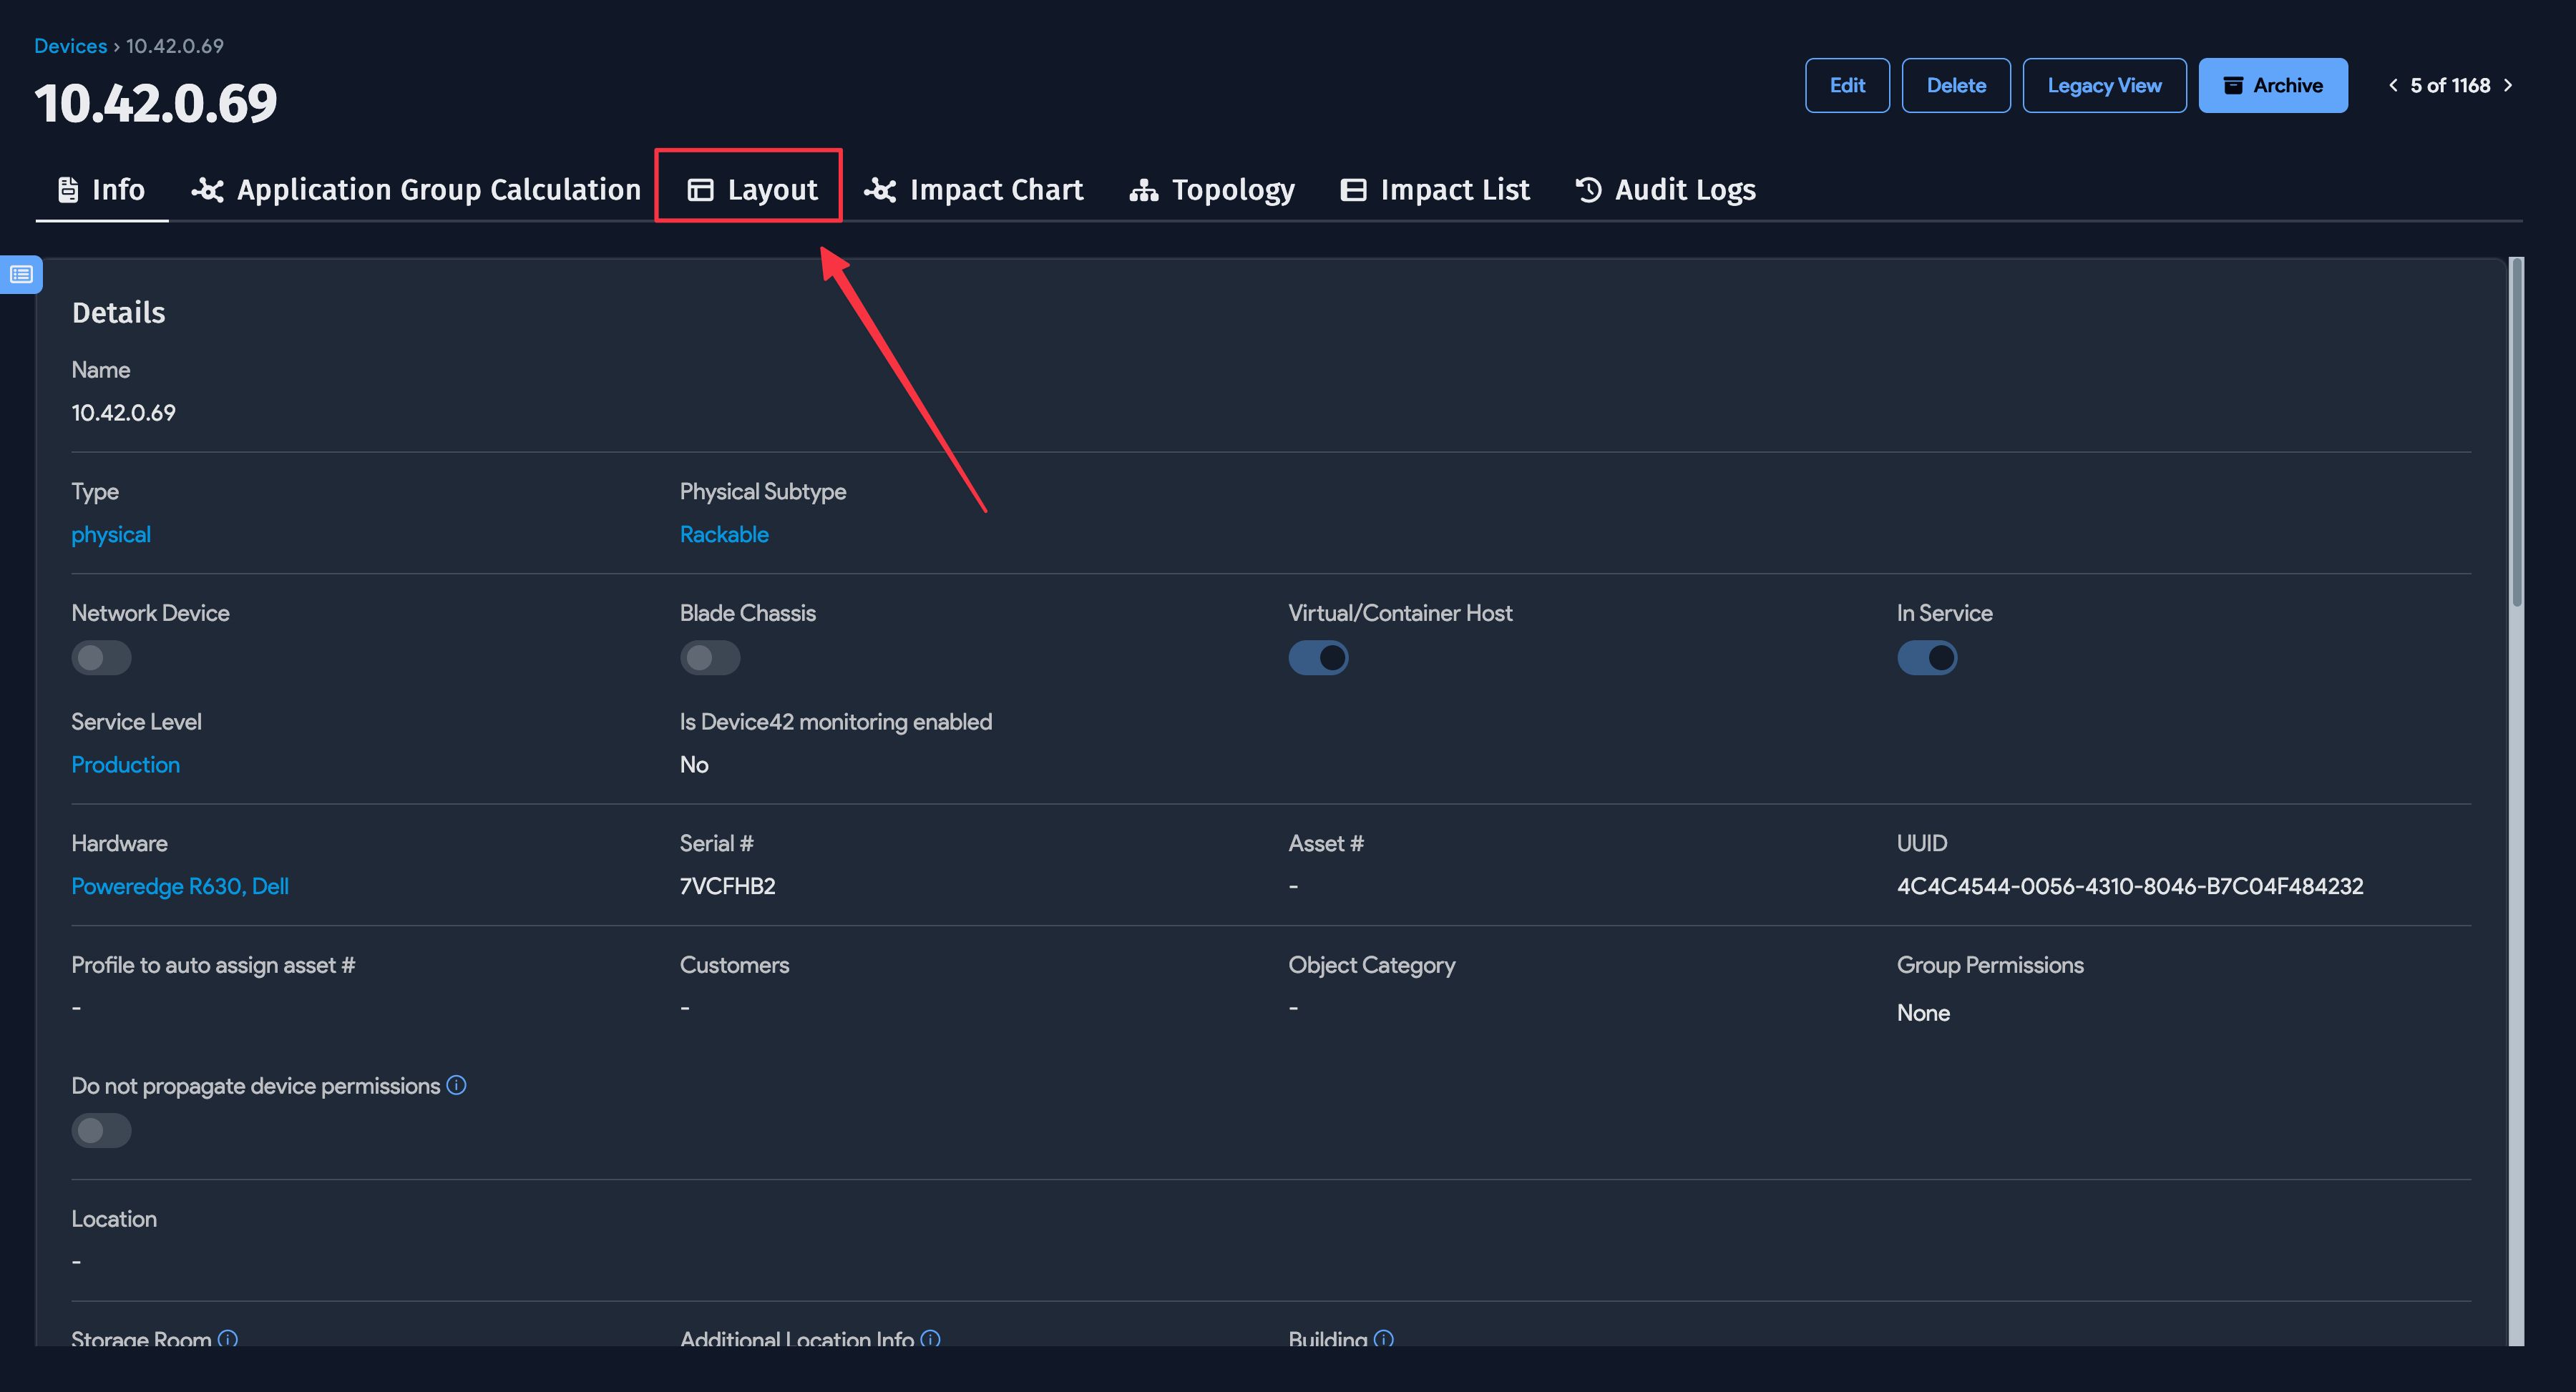 Devices › 10.42.0.69
10.42.0.69
Edit Delete Legacy View Archive 5 of 1168
Info Application Group Calculation Layout Impact Chart Topology Impact List Audit Logs
Details
Name
10.42.0.69
Type Physical Subtype
physical Rackable
Network Device Blade Chassis Virtual/Container Host In Service
Service Level Is Device42 monitoring enabled
Production No
Hardware Serial # Asset # UUID
Poweredge R630, Dell 7VCFHB2 - 4C4C4544-0056-4310-8046-B7C04F484232
Profile to auto assign asset # Customers Object Category Group Permissions
- - - None
Do not propagate device permissions
Location
-
Storage Room Additional Location Info Building